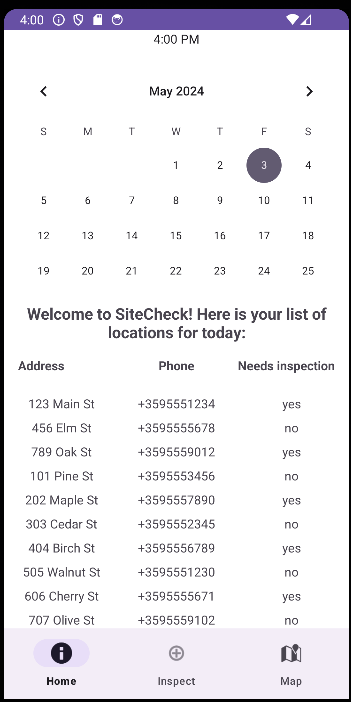 4:00
4:00 PM
May 2024
S M T W T F S
1 2 3 4
5 6 7 8 9 10 11
12 13 14 15 16 17 18
19 20 21 22 23 24 25
Welcome to SiteCheck! Here is your list of
locations for today:
Address Phone Needs inspection
123 Main St +3595551234 yes
456 Elm St +3595555678 no
789 Oak St +3595559012 yes
101 Pine St +3595553456 no
202 Maple St +3595557890 yes
303 Cedar St +3595552345 no
404 Birch St +3595556789 yes
505 Walnut St +3595551230 no
606 Cherry St +3595555671 yes
707 Olive St +3595559102 no
Home Inspect Map